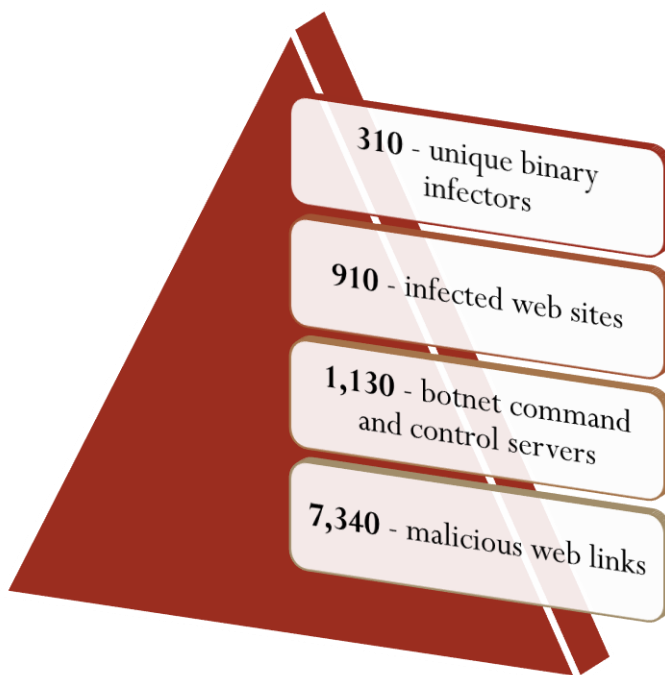 310 - unique binary
infectors
910 - infected web sites
1,130 - botnet command
and control servers
7,340 - malicious web links